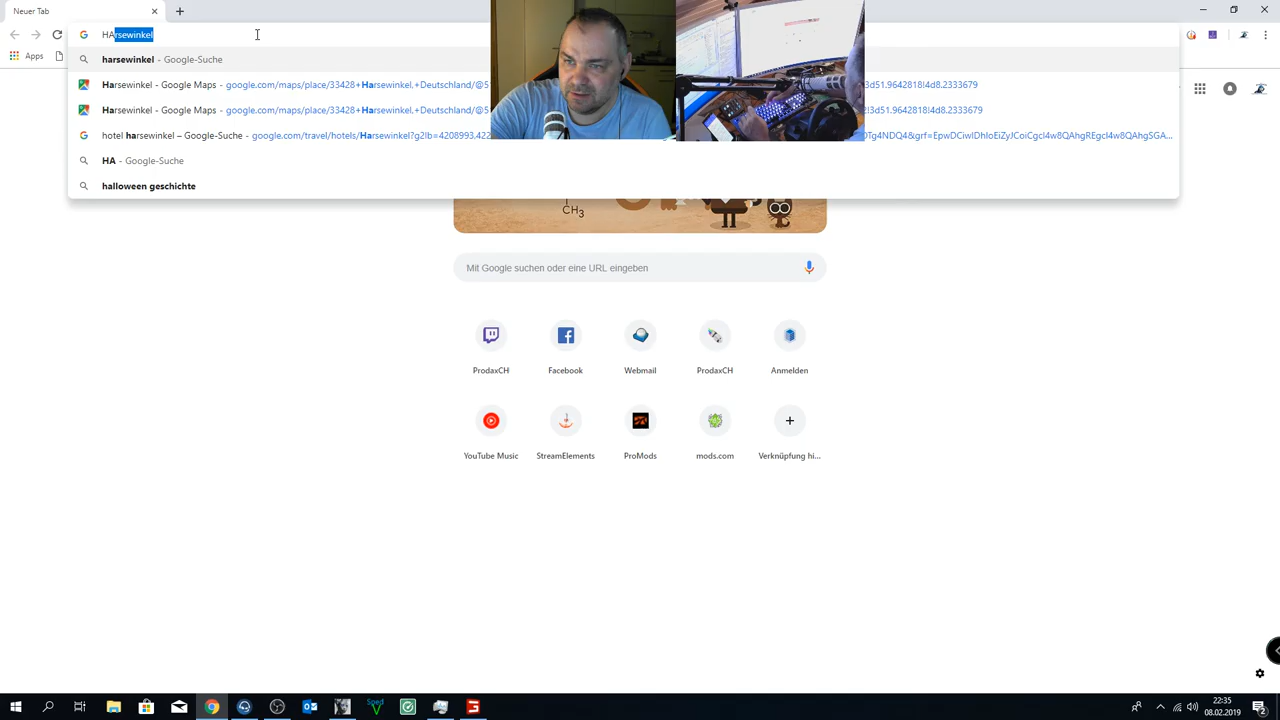 Neuer Tab
HArsewinkel
Apps
harsewinkel - Google-Suche
Harsewinkel - Google Maps - google.com/maps/place/33428+Harsewinkel,+Deutschland/@5 !3d51.9642818!4d8.2333679
Harsewinkel - Google Maps - google.com/maps/place/33428+Harsewinkel,+Deutschland/@5 2!3d51.9642818!4d8.2333679
hotel harsewinkel – Google-Suche - google.com/travel/hotels/Harsewinkel?g2lb=4208993,422
HA - Google-Suche
halloween geschichte
CH3
Mit Google suchen oder eine URL eingeben
ProdaxCH Facebook Webmail ProdaxCH Anmelden
YouTube Music StreamElements ProMods mods.com Verknüpfung hi...
Sped
22:35
08.02.2019
2